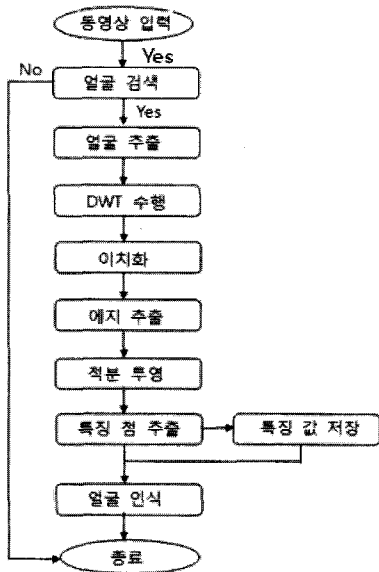 동영상 입력
Yes
No
얼굴 검색
Yes
얼굴 추출
DWT 수행
이치화
에지 추출
적분 투영
특징 점 추출
특징 값 저장
얼굴 인식
종료